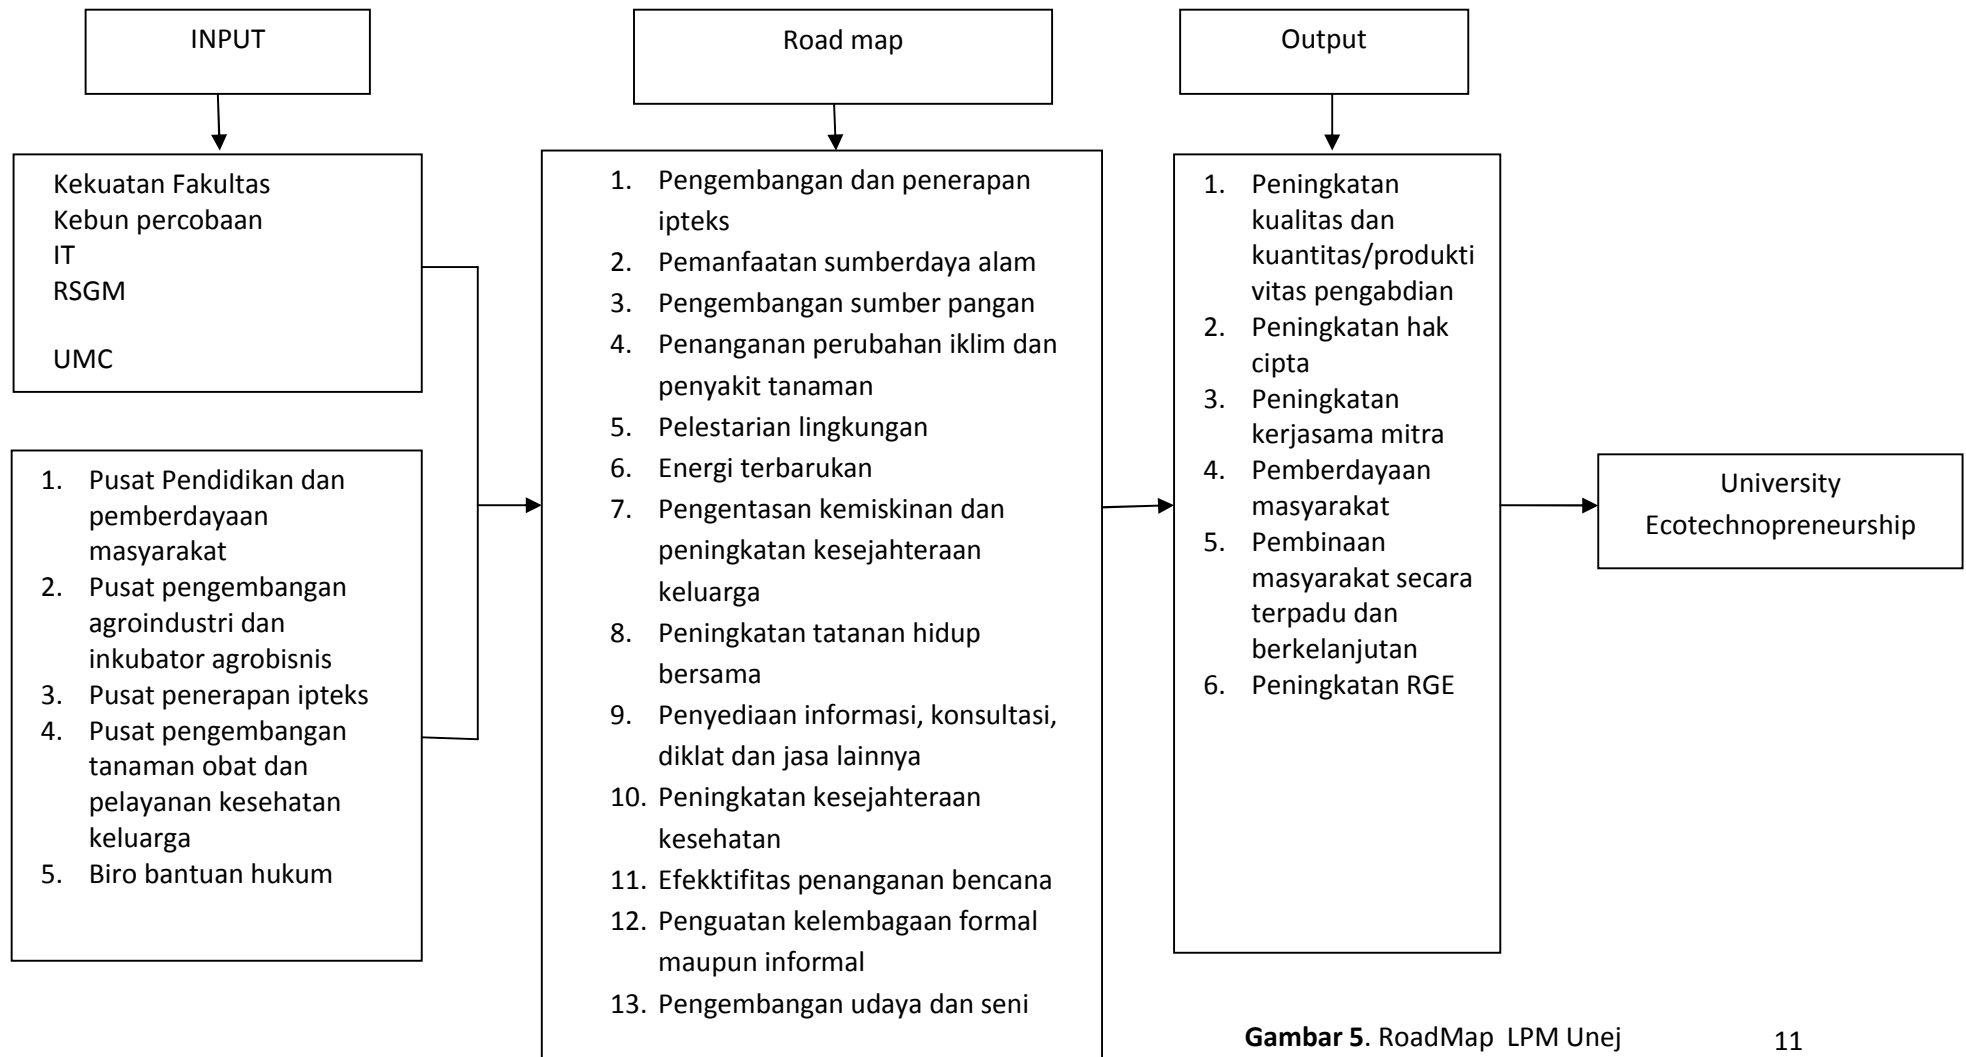 INPUT
Kekuatan Fakultas
Kebun percobaan
IT
RSGM
UMC
1. Pusat Pendidikan dan
pemberdayaan
masyarakat
2. Pusat pengembangan
agroindustri dan
inkubator agrobisnis
3. Pusat penerapan ipteks
4. Pusat pengembangan
tanaman obat dan
pelayanan kesehatan
keluarga
5. Biro bantuan hukum
Road map
1. Pengembangan dan penerapan
ipteks
2. Pemanfaatan sumberdaya alam
3. Pengembangan sumber pangan
4. Penanganan perubahan iklim dan
penyakit tanaman
5. Pelestarian lingkungan
6. Energi terbarukan
7. Pengentasan kemiskinan dan
peningkatan kesejahteraan
keluarga
8. Peningkatan tatanan hidup
bersama
9. Penyediaan informasi, konsultasi,
diklat dan jasa lainnya
10. Peningkatan kesejahteraan
kesehatan
11. Efekktifitas penanganan bencana
12. Penguatan kelembagaan formal
maupun informal
13. Pengembangan udaya dan seni
Output
1. Peningkatan
kualitas dan
kuantitas/produkti
vitas pengabdian
2. Peningkatan hak
cipta
3. Peningkatan
kerjasama mitra
4. Pemberdayaan
masyarakat
5. Pembinaan
masyarakat secara
terpadu dan
berkelanjutan
6. Peningkatan RGE
University
Ecotechnopreneurship
Gambar 5. RoadMap LPM Unej
11